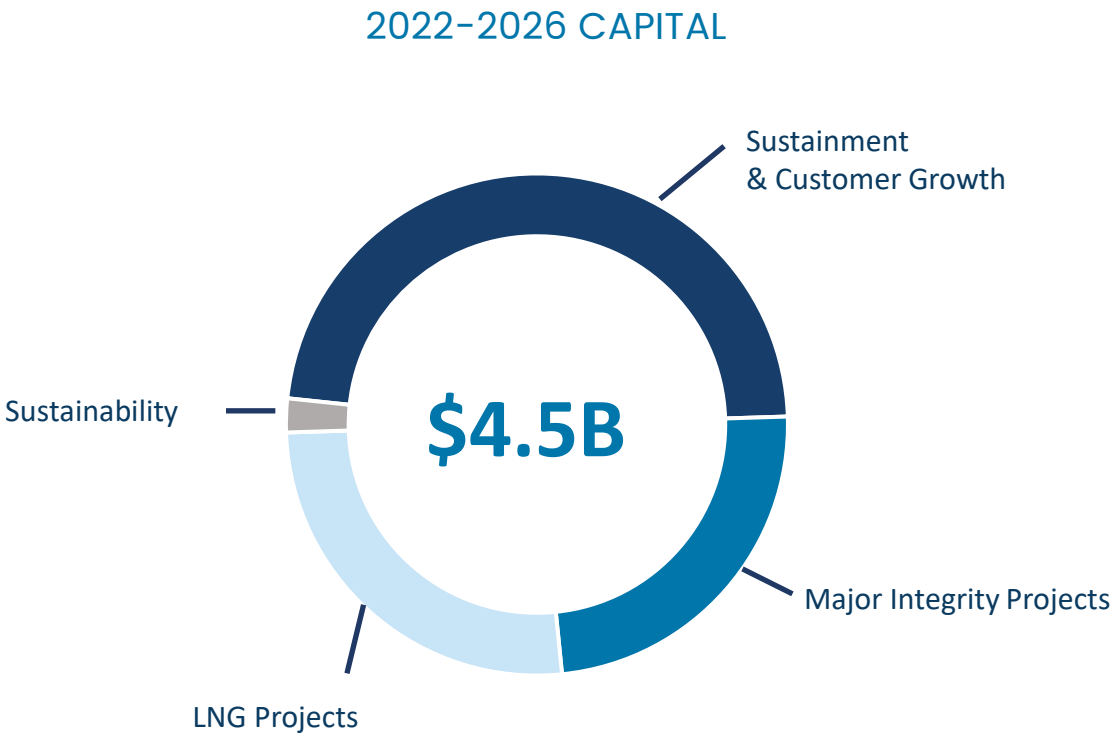 2022-2026 CAPITAL
Sustainment
& Customer Growth
Sustainability
$4.5B
Major Integrity Projects
LNG Projects